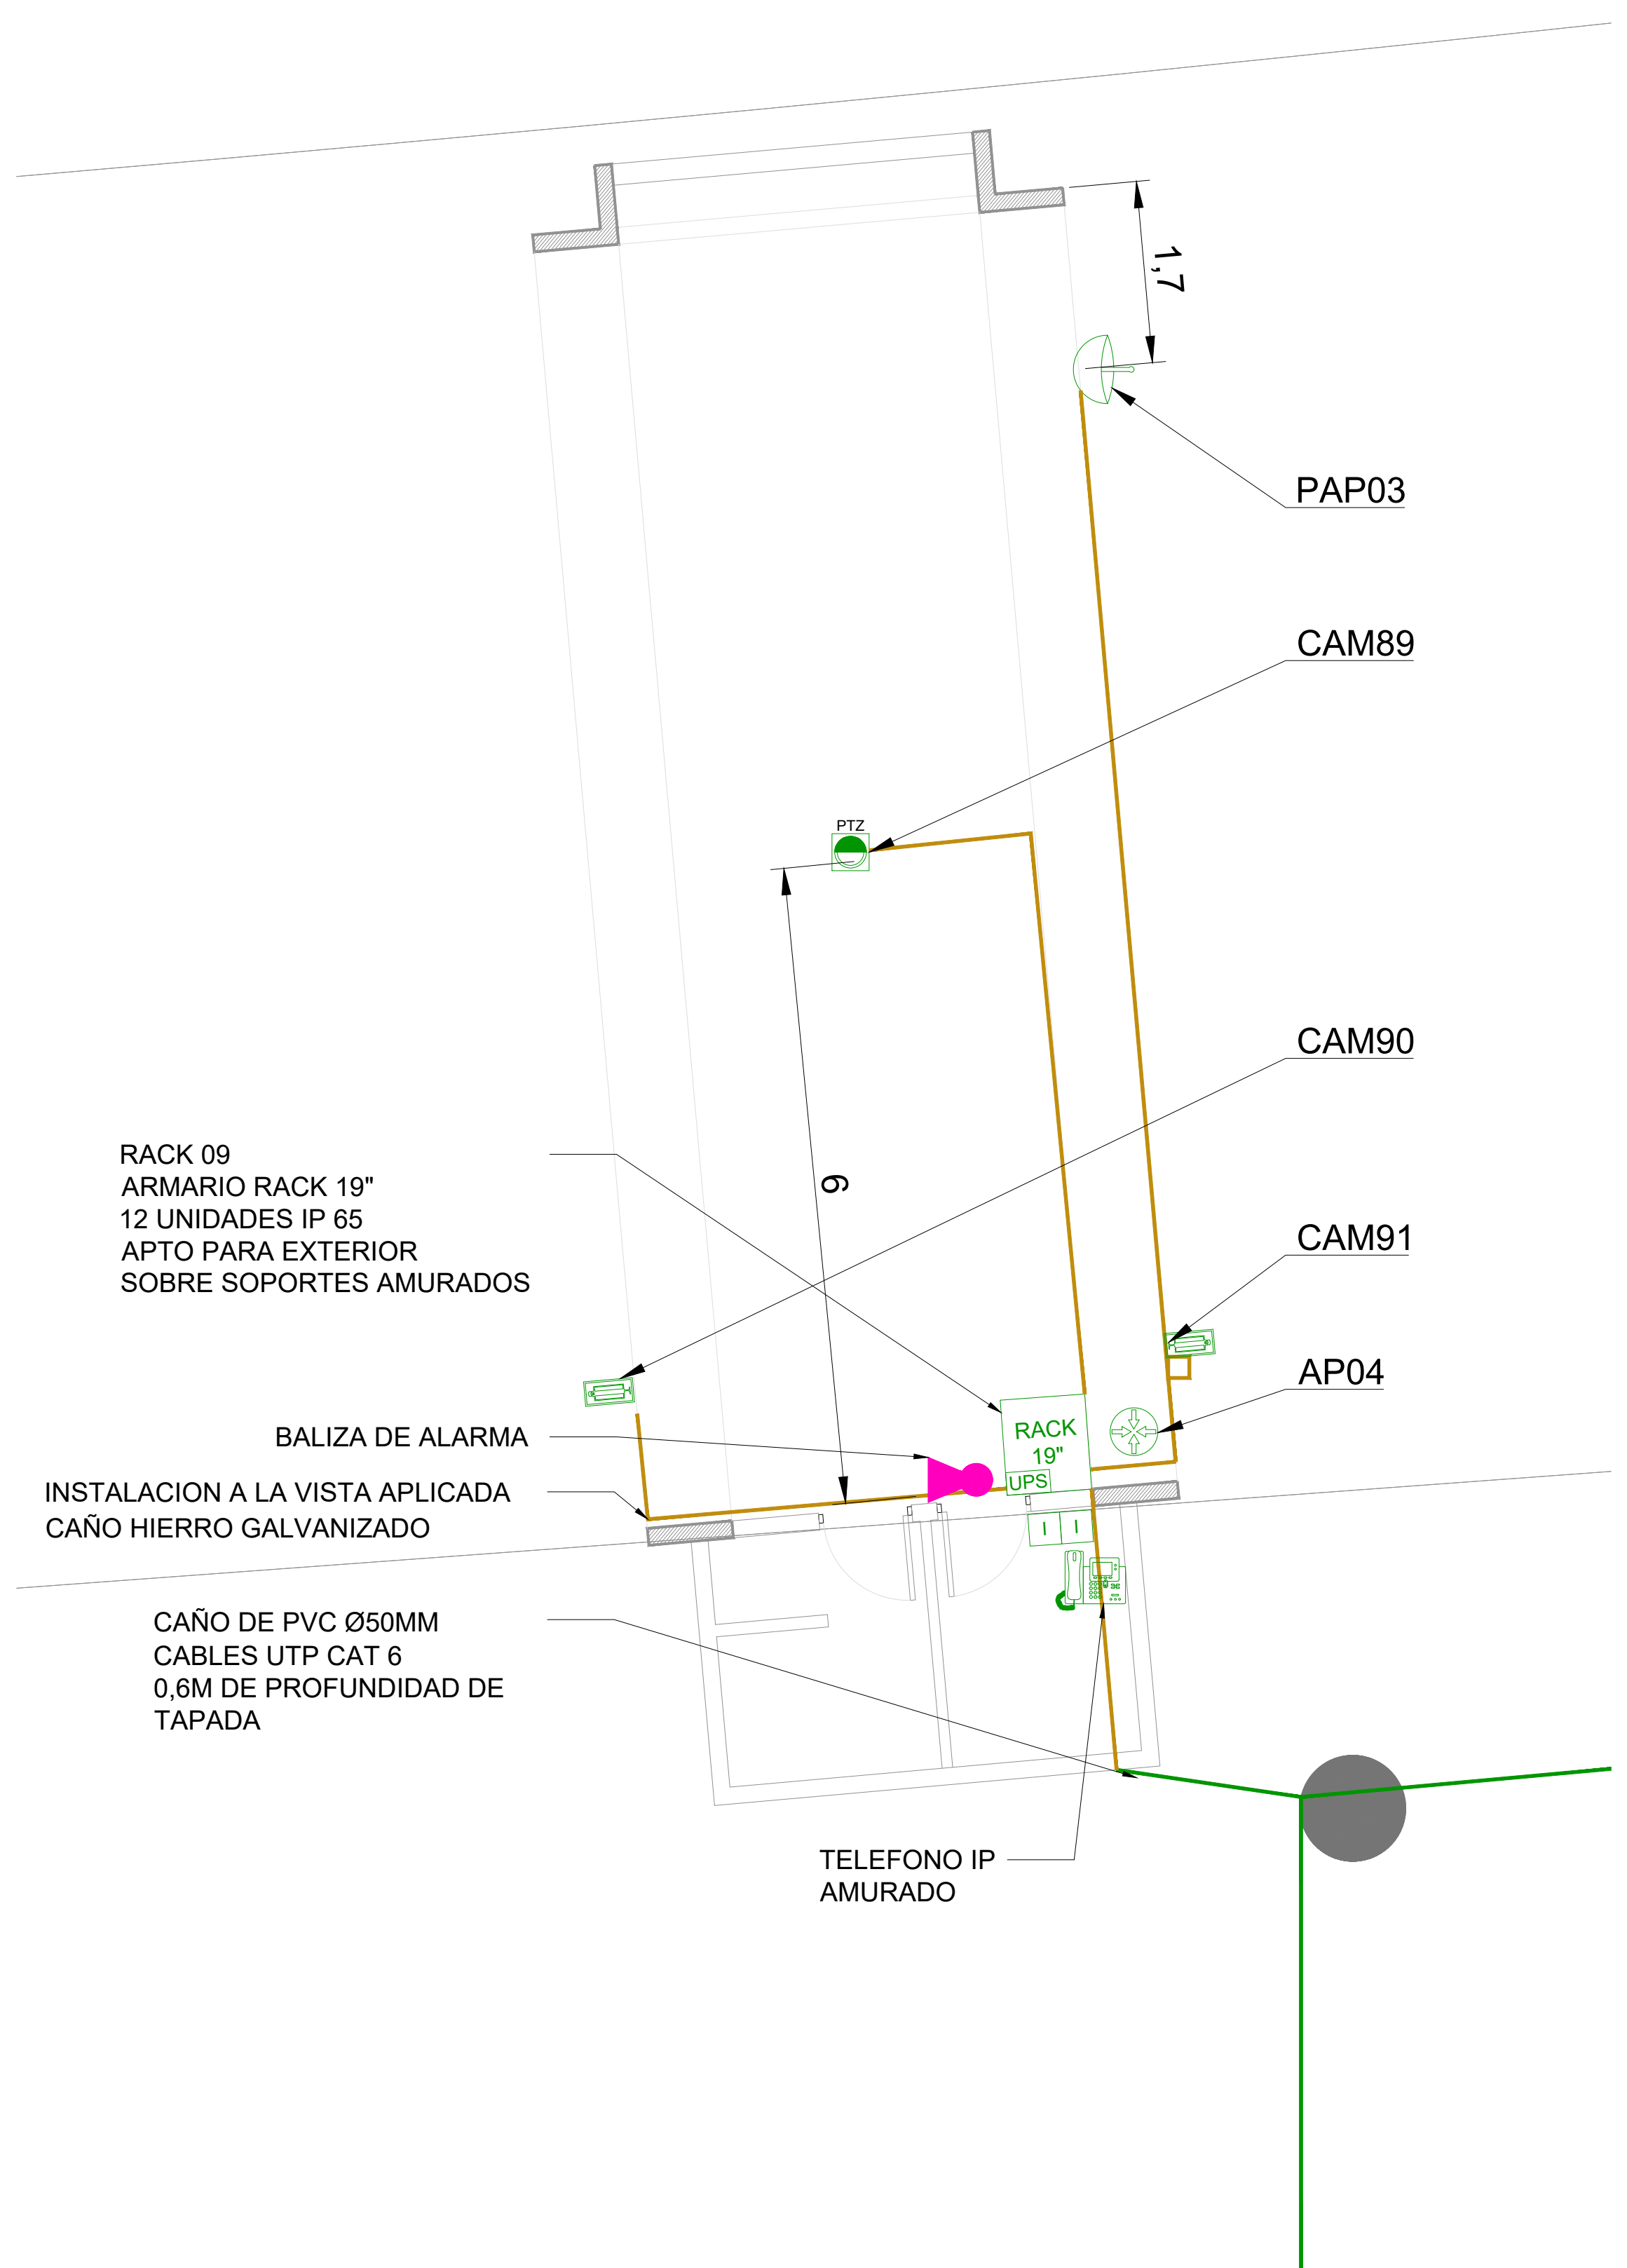 1,7
PAP03
CAM89
PTZ
CAM90
6
RACK 09
ARMARIO RACK 19"
12 UNIDADES IP 65
APTO PARA EXTERIOR
SOBRE SOPORTES AMURADOS
CAM91
AP04
RACK
19"
UPS
BALIZA DE ALARMA
INSTALACION A LA VISTA APLICADA
CAÑO HIERRO GALVANIZADO
I I
CAÑO DE PVC Ø50MM
CABLES UTP CAT 6
0,6M DE PROFUNDIDAD DE
TAPADA
TELEFONO IP
AMURADO